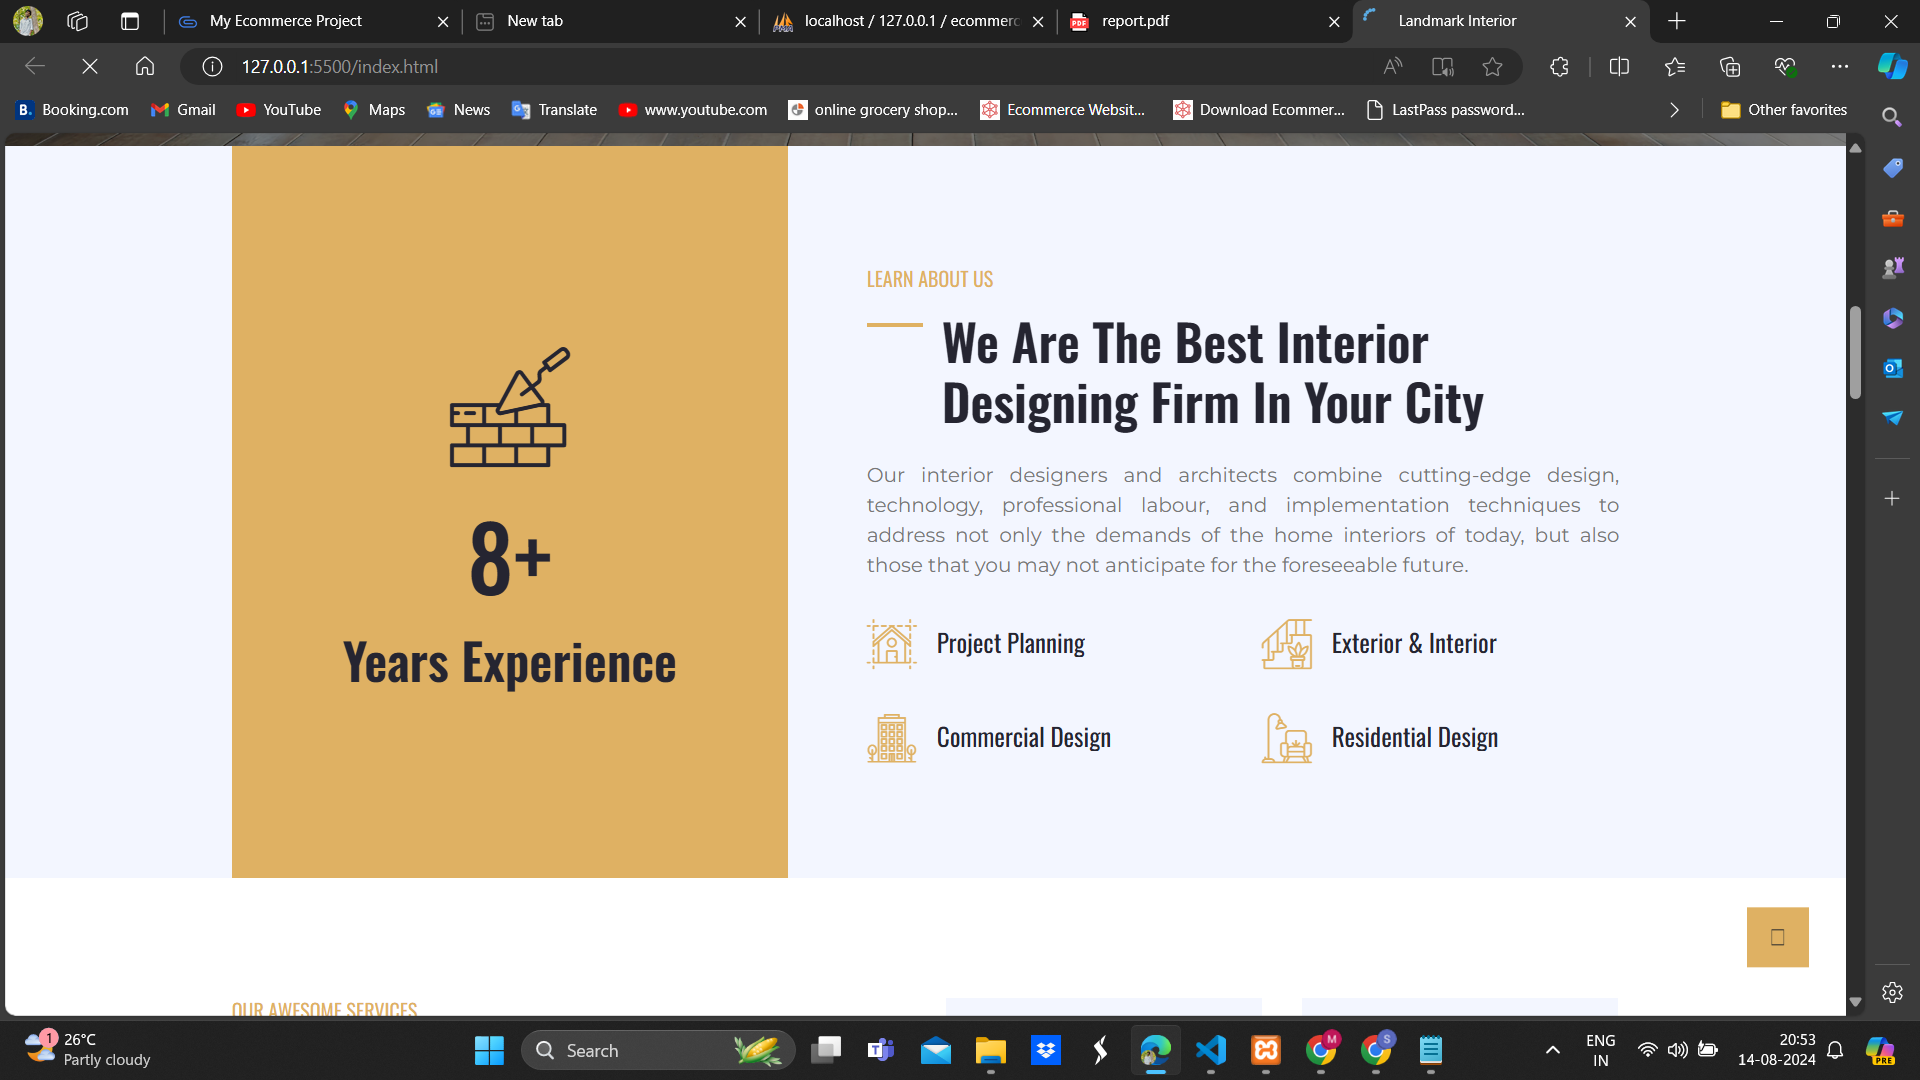 My Ecommerce Project
New tab
localhost / 127.0.0.1 / ecommerc
report.pdf
Landmark Interior
127.0.0.1:5500/index.html
Booking.com
Gmail
YouTube
Maps
News
Translate
www.youtube.com
online grocery shop...
Ecommerce Websit...
Download Ecommer...
LastPass password...
Other favorites
8+
Years Experience
LEARN ABOUT US
We Are The Best Interior
Designing Firm In Your City
Our interior designers and architects combine cutting-edge design,
technology, professional labour, and implementation techniques to
address not only the demands of the home interiors of today, but also
those that you may not anticipate for the foreseeable future.
Project Planning
Exterior & Interior
Commercial Design
Residential Design
OUR AWESOME SERVICES
1
26°C
Partly cloudy
Search
M
S
ENG
IN
20:53
14-08-2024
PRE